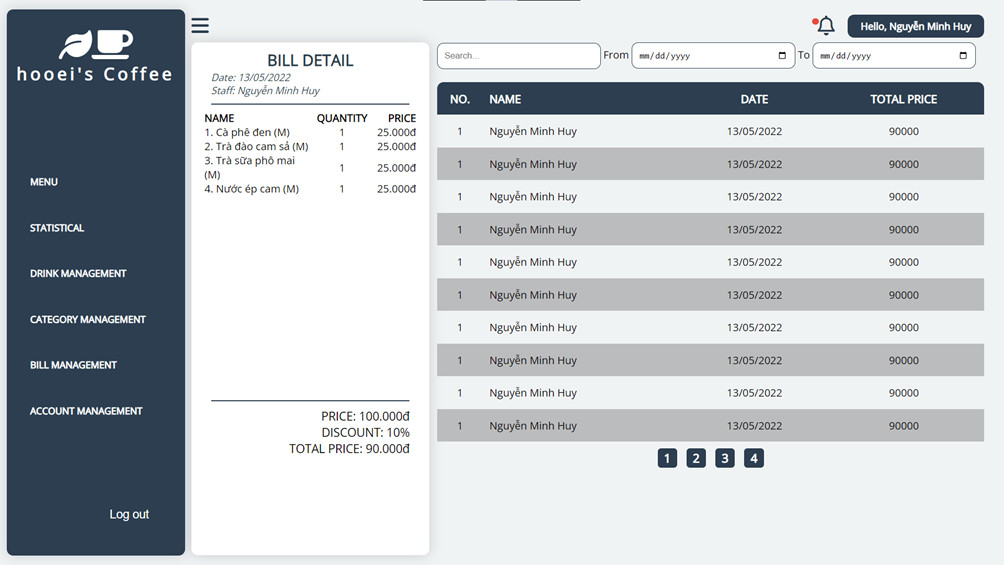 hooei's Coffee
MENU
STATISTICAL
DRINK MANAGEMENT
CATEGORY MANAGEMENT
BILL MANAGEMENT
ACCOUNT MANAGEMENT
Log out
BILL DETAIL
Date: 13/05/2022
Staff: Nguyễn Minh Huy
NAME QUANTITY PRICE
1. Cà phê đen (M) 1 25.000đ
2. Trà đào cam sả (M) 1 25.000đ
3. Trà sữa phô mai
(M) 1 25.000đ
4. Nước ép cam (M) 1 25.000đ
PRICE: 100.000đ
DISCOUNT: 10%
TOTAL PRICE: 90.000đ
Hello, Nguyễn Minh Huy
Search... From mm/dd/yyyy To mm/dd/yyyy
NO. NAME DATE TOTAL PRICE
1 Nguyễn Minh Huy 13/05/2022 90000
1 Nguyễn Minh Huy 13/05/2022 90000
1 Nguyễn Minh Huy 13/05/2022 90000
1 Nguyễn Minh Huy 13/05/2022 90000
1 Nguyễn Minh Huy 13/05/2022 90000
1 Nguyễn Minh Huy 13/05/2022 90000
1 Nguyễn Minh Huy 13/05/2022 90000
1 Nguyễn Minh Huy 13/05/2022 90000
1 Nguyễn Minh Huy 13/05/2022 90000
1 Nguyễn Minh Huy 13/05/2022 90000
1 2 3 4